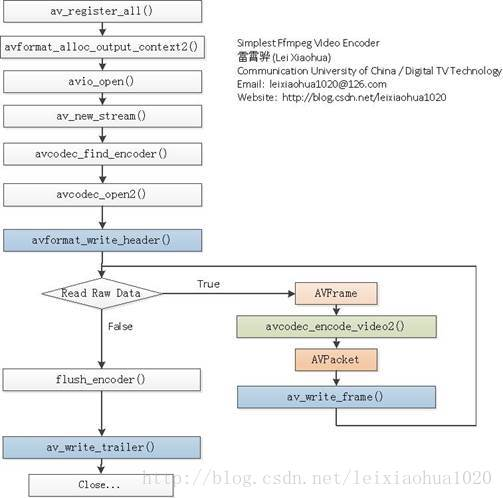 av_register_all()
avformat_alloc_output_context2()
avio_open()
av_new_stream()
avcodec_find_encoder()
avcodec_open2()
avformat_write_header()
Simplest Ffmpeg Video Encoder
雷霄骅 (Lei Xiaohua)
Communication University of China / Digital TV Technology
Email: leixiaohua1020@126.com
Website: http://blog.csdn.net/leixiaohua1020
Read Raw Data
True
False
AVFrame
avcodec_encode_video2()
AVPacket
av_write_frame()
flush_encoder()
av_write_trailer()
Close...
http://blog.csdn.net/leixiaohua1020